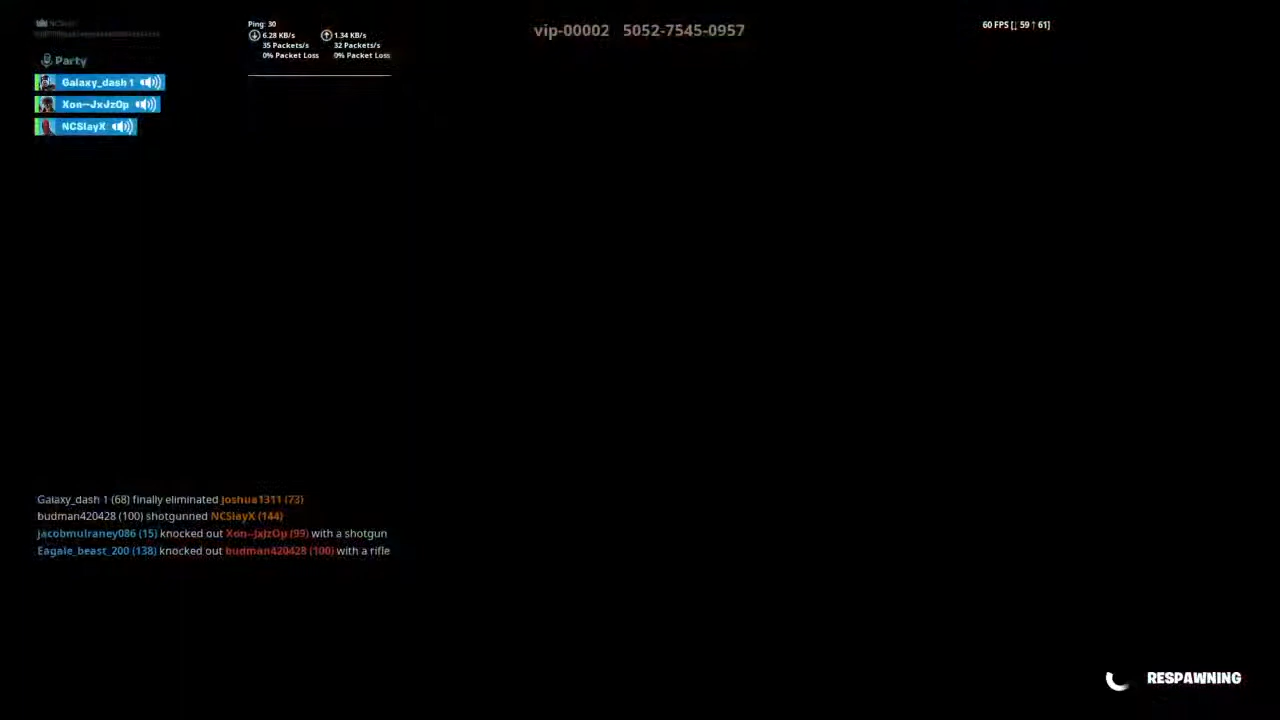 Ping: 30
6.28 KB/s 1.34 KB/s
35 Packets/s 32 Packets/s
0% Packet Loss 0% Packet Loss
vip-00002 5052-7545-0957
60 FPS [↓ 59 ↑ 61]
Party
Galaxy_dash 1
Xon--JxJzOp
NCSlayX
Galaxy_dash 1 (68) finally eliminated Joshua1311 (73)
budman420428 (100) shotgunned NCSlayX (144)
jacobmulraney086 (15) knocked out Xon--JxJzOp (99) with a shotgun
Eagale_beast_200 (138) knocked out budman420428 (100) with a rifle
RESPAWNING